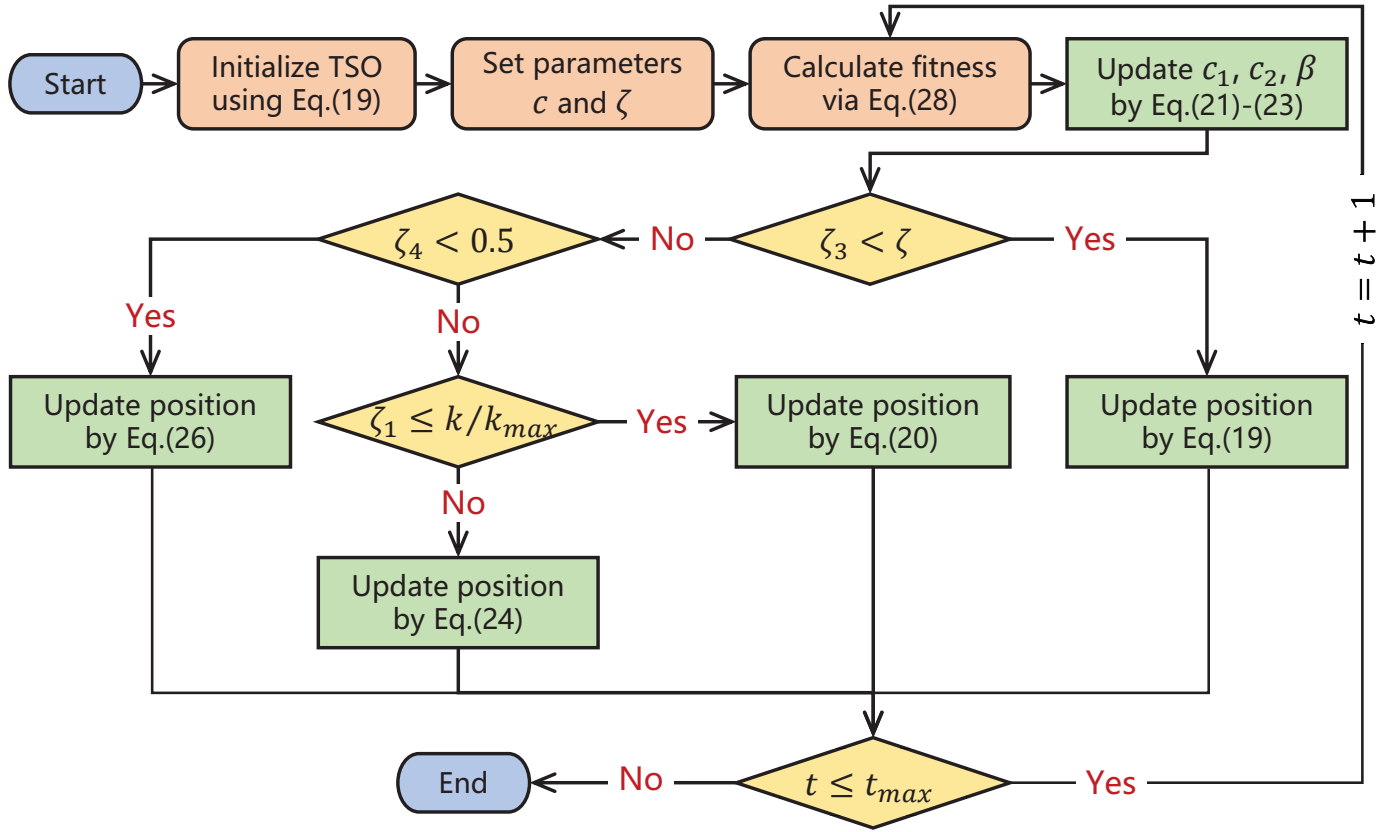 Start
Initialize TSO
using Eq.(19)
Set parameters
c and ζ
Calculate fitness
via Eq.(28)
Update c₁, c₂, β
by Eq.(21)-(23)
ζ₄ < 0.5
No
ζ₃ < ζ
Yes
t = t + 1
Yes
No
Update position
by Eq.(26)
ζ₁ ≤ k/kₘₐₓ
Yes
Update position
by Eq.(20)
Update position
by Eq.(19)
No
Update position
by Eq.(24)
End
No
t ≤ tₘₐₓ
Yes